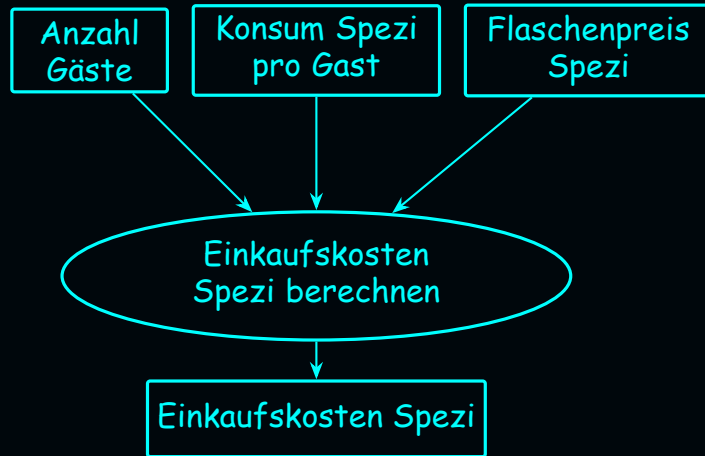 Anzahl
Gäste
Konsum Spezi
pro Gast
Flaschenpreis
Spezi
Einkaufskosten
Spezi berechnen
Einkaufskosten Spezi